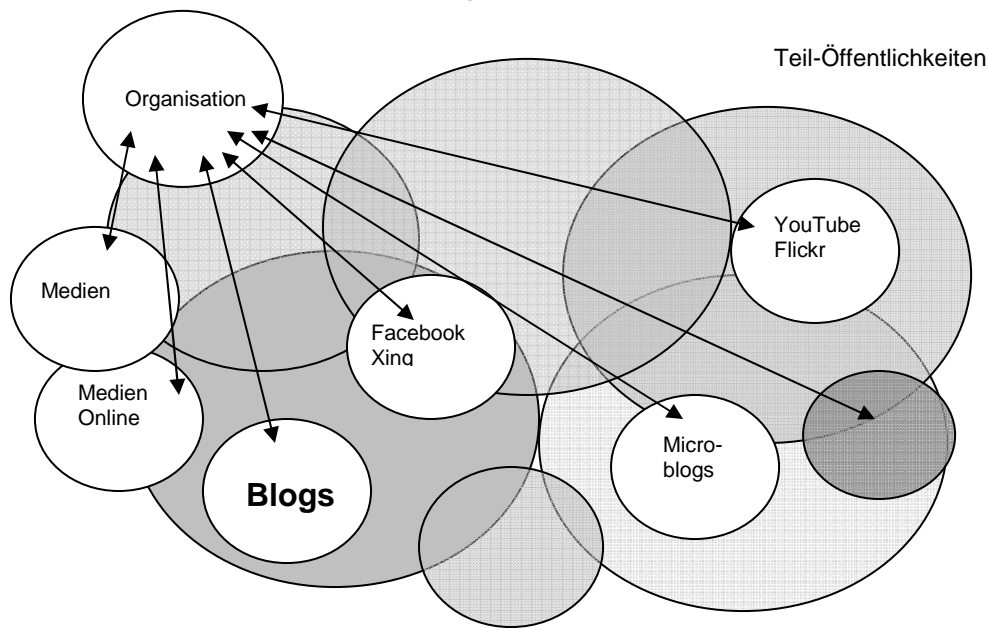 Teil-Öffentlichkeiten
Organisation
YouTube
Flickr
Medien
Facebook
Xing
Medien
Online
Micro-
blogs
Blogs